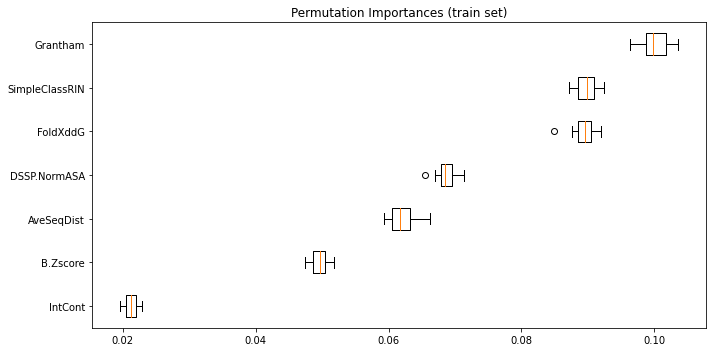 Permutation Importances (train set)
Grantham
SimpleClassRIN
FoldXddG
DSSP.NormASA
AveSeqDist
B.Zscore
IntCont
0.02 0.04 0.06 0.08 0.10